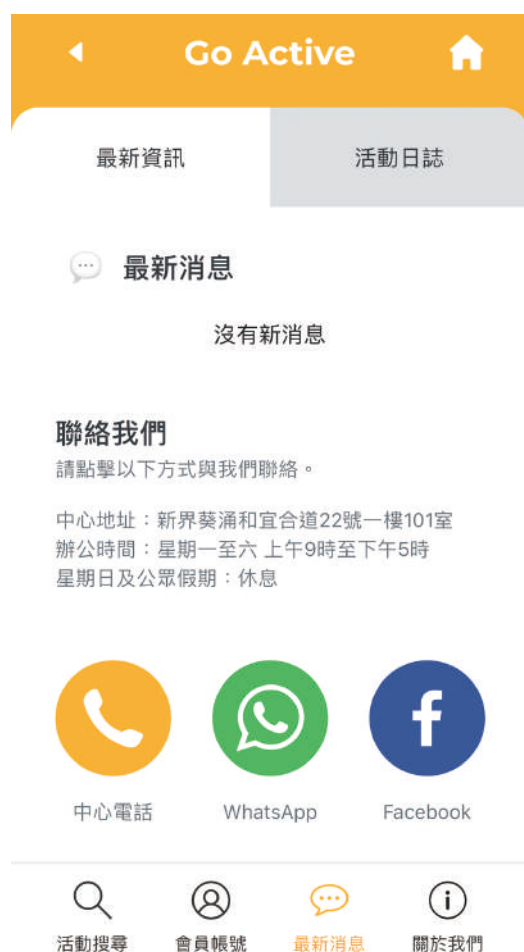 Go Active
最新資訊
活動日誌
最新消息
沒有新消息
聯絡我們
請點擊以下方式與我們聯絡。
中心地址：新界葵涌和宜合道22號一樓101室
辦公時間：星期一至六 上午9時至下午5時
星期日及公眾假期：休息
中心電話
WhatsApp
Facebook
活動搜尋
會員帳號
最新消息
關於我們